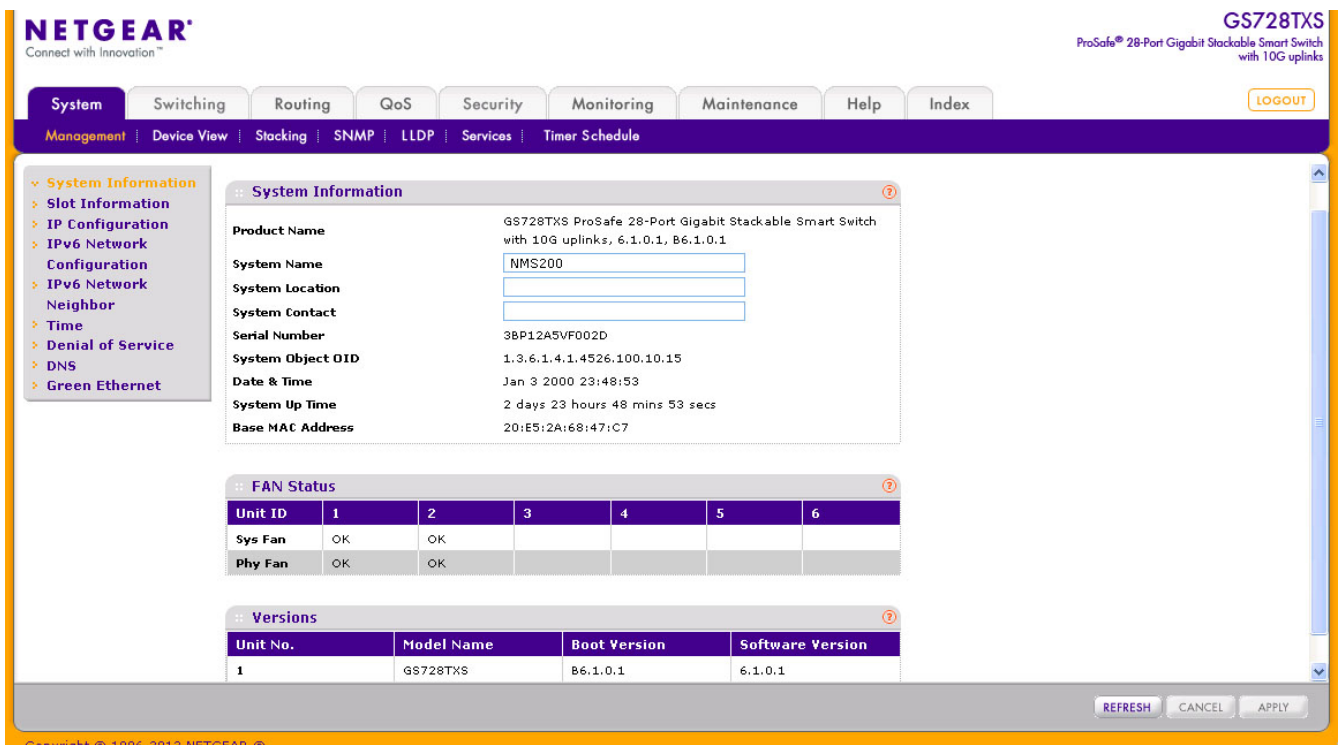 NETGEAR®
Connect with Innovation™
GS728TXS
ProSafe® 28-Port Gigabit Stackable Smart Switch
with 10G uplinks
System Switching Routing QoS Security Monitoring Maintenance Help Index LOGOUT
Management Device View Stacking SNMP LLDP Services Timer Schedule
System Information
Slot Information
IP Configuration
IPv6 Network
Configuration
IPv6 Network
Neighbor
Time
Denial of Service
DNS
Green Ethernet
System Information
Product Name GS728TXS ProSafe 28-Port Gigabit Stackable Smart Switch
with 10G uplinks, 6.1.0.1, B6.1.0.1
System Name NMS200
System Location
System Contact
Serial Number 3BP12A5VF002D
System Object OID 1.3.6.1.4.1.4526.100.10.15
Date & Time Jan 3 2000 23:48:53
System Up Time 2 days 23 hours 48 mins 53 secs
Base MAC Address 20:E5:2A:68:47:C7
FAN Status
Unit ID 1 2 3 4 5 6
Sys Fan OK OK
Phy Fan OK OK
Versions
Unit No. Model Name Boot Version Software Version
1 GS728TXS B6.1.0.1 6.1.0.1
REFRESH CANCEL APPLY
Copyright © 1996-2012 NETGEAR ®